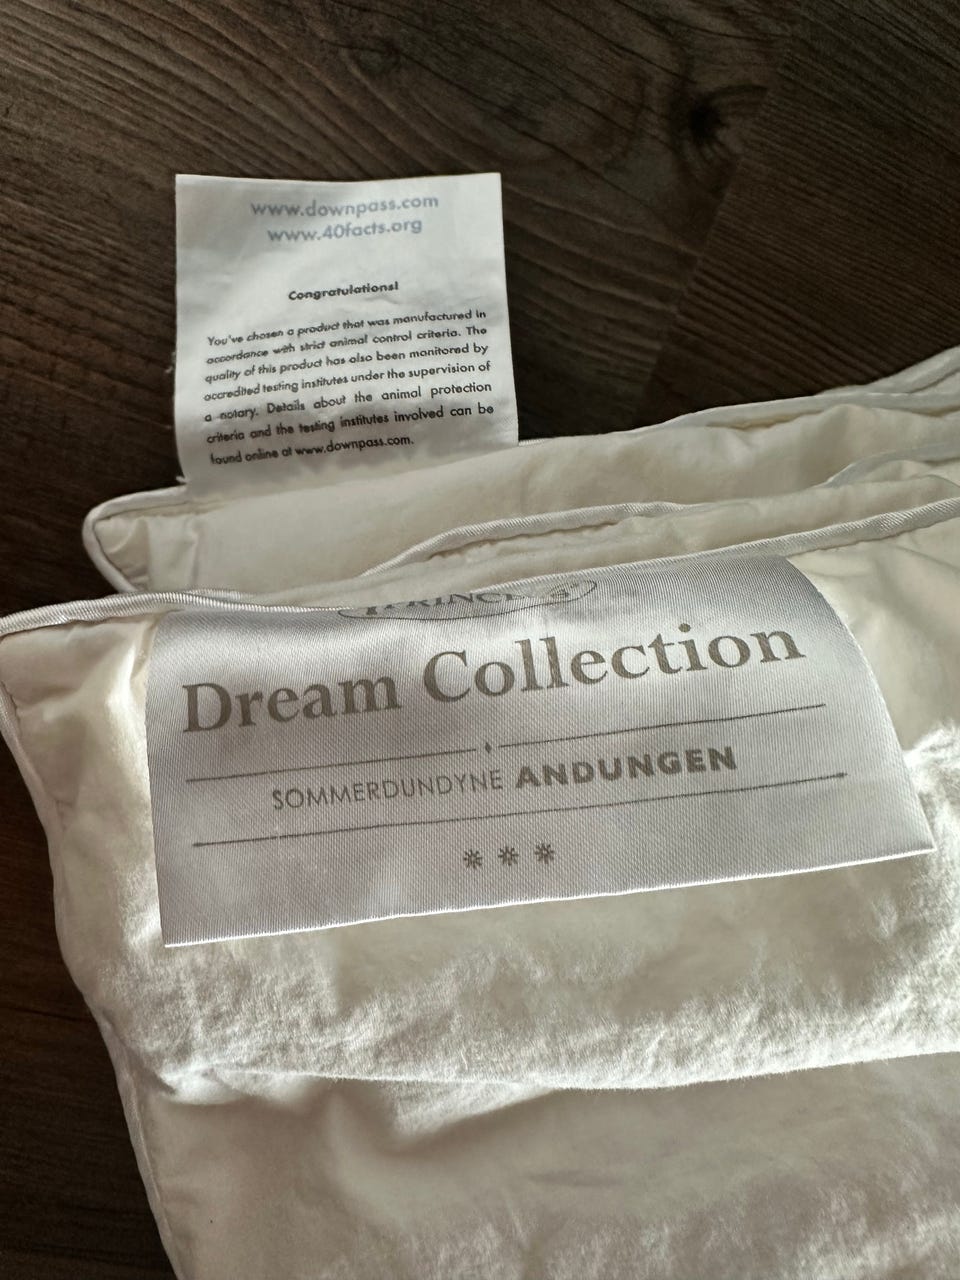 www.downpass.com
www.40facts.org
Congratulations!
You've chosen a product that was manufactured in
accordance with strict animal control criteria. The
quality of this product has also been monitored by
accredited testing institutes under the supervision of
a notary. Details about the animal protection
criteria and the testing institutes involved can be
found online at www.downpass.com.
Dream Collection
SOMMERDUNDYNE ANDUNGEN